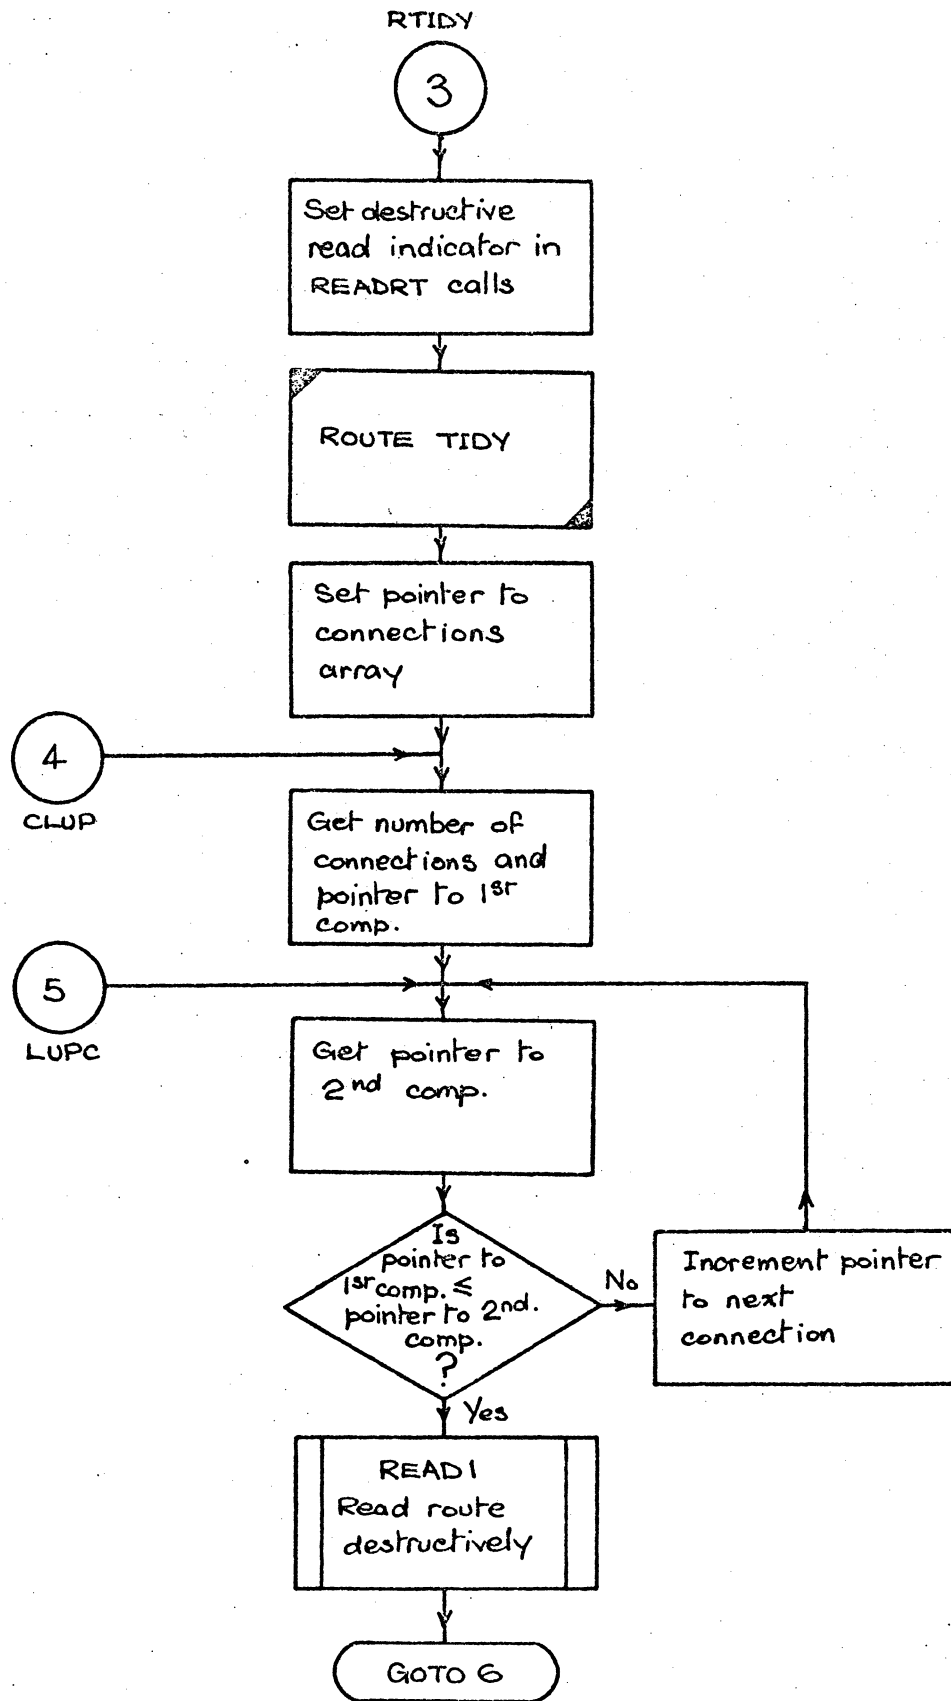 RTIDY
3
Set destructive
read indicator in
READRT calls
ROUTE TIDY
Set pointer to
connections
array
4
CLUP
Get number of
connections and
pointer to 1st
comp.
5
LUPC
Get pointer to
2nd comp.
Is
pointer to
1st comp. ≤
pointer to 2nd.
comp.
?
No
Increment pointer
to next
connection
Yes
READ1
Read route
destructively
GOTO 6